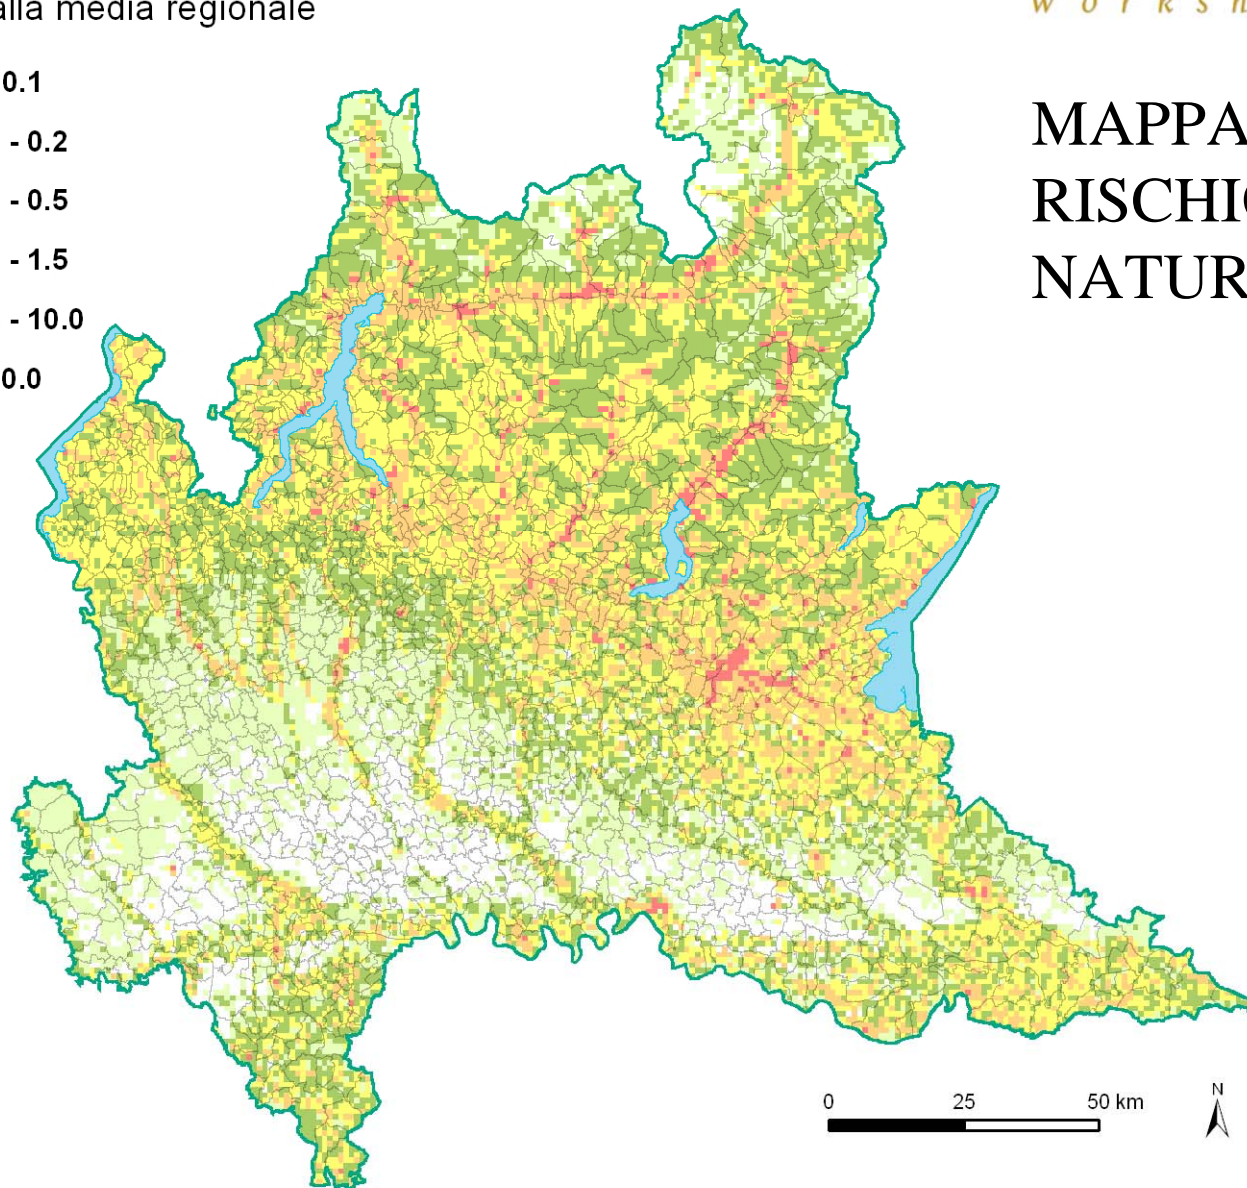 alla media regionale
w o r k s h
0.1
- 0.2
- 0.5
- 1.5
- 10.0
0.0
MAPPA
RISCHIO
NATUR
0 25 50 km
N